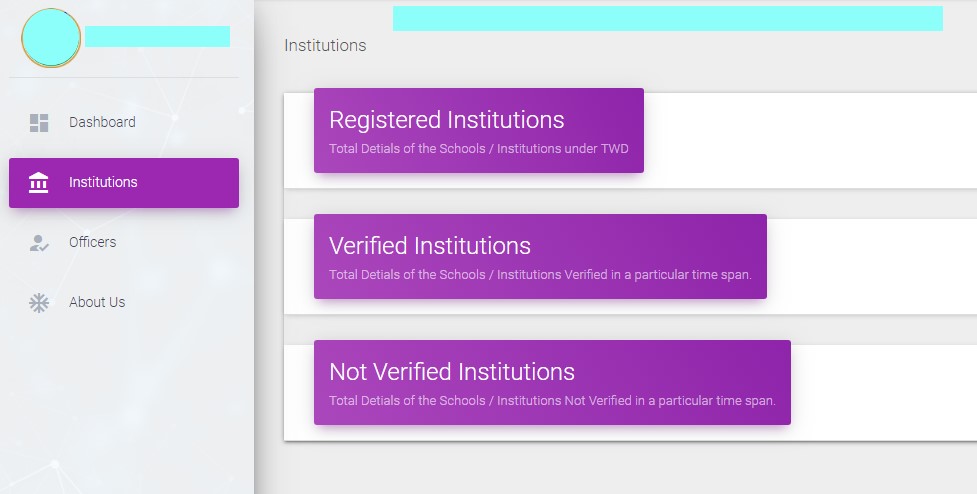 Institutions
Dashboard
Institutions
Officers
About Us
Registered Institutions
Total Detials of the Schools / Institutions under TWD
Verified Institutions
Total Detials of the Schools / Institutions Verified in a particular time span.
Not Verified Institutions
Total Detials of the Schools / Institutions Not Verified in a particular time span.